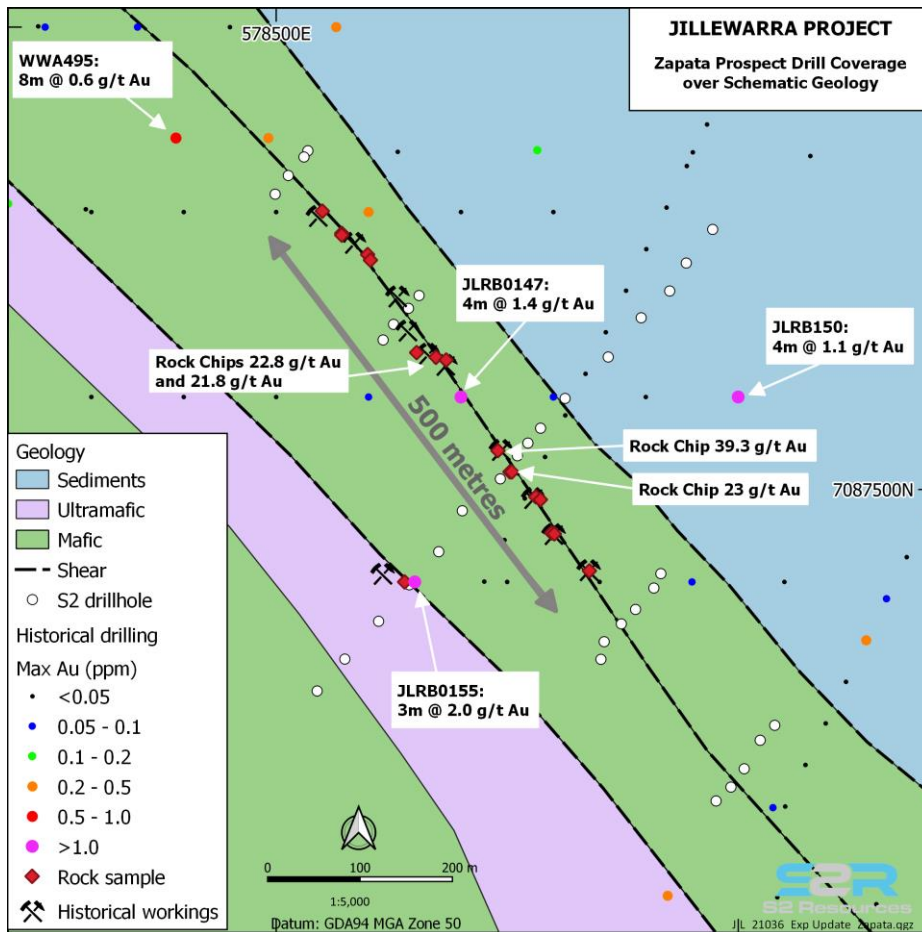 JILLEWARRA PROJECT
Zapata Prospect Drill Coverage
over Schematic Geology
578500E
WWA495:
8m @ 0.6 g/t Au
JLRB0147:
4m @ 1.4 g/t Au
JLRB150:
4m @ 1.1 g/t Au
Rock Chips 22.8 g/t Au
and 21.8 g/t Au
500 metres
Rock Chip 39.3 g/t Au
Rock Chip 23 g/t Au
7087500N
JLRB0155:
3m @ 2.0 g/t Au
Geology
Sediments
Ultramafic
Mafic
Shear
S2 drillhole
Historical drilling
Max Au (ppm)
<0.05
0.05 - 0.1
0.1 - 0.2
0.2 - 0.5
0.5 - 1.0
>1.0
Rock sample
Historical workings
0 100 200 m
1:5,000
Datum: GDA94 MGA Zone 50
S2R
S2 Resources
JIL 21036 Exp Update Zapata.qgz